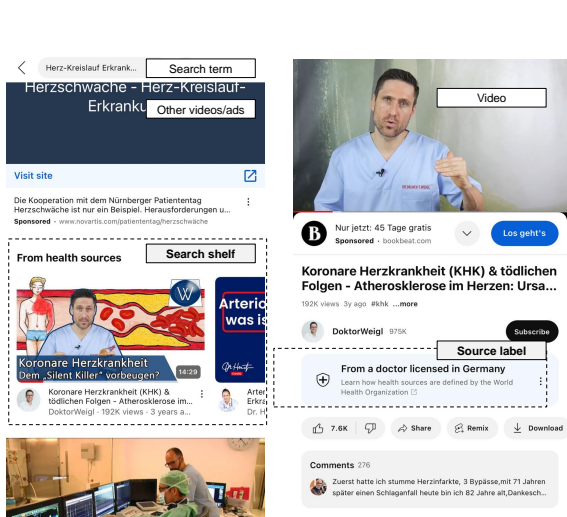 Herz-Kreislauf Erkrank...
Search term
Herzschwäche - Herz-Kreislauf-
Erkranku
Other videos/ads
Visit site
Die Kooperation mit dem Nürnberger Patiententag
Herzschwäche ist nur ein Beispiel. Herausforderungen u...
Sponsored · www.novartis.com/patiententag/herzschwäche
From health sources
Search shelf
W
Koronare Herzkrankheit
Dem „Silent Killer" vorbeugen?
14:29
Arterio
was is
Koronare Herzkrankheit (KHK) &
tödlichen Folgen - Atherosklerose im...
DoktorWeigl · 192K views · 3 years a...
Arter
Erkra
Dr. H
Video
B
Nur jetzt: 45 Tage gratis
Sponsored · bookbeat.com
Los geht's
Koronare Herzkrankheit (KHK) & tödlichen
Folgen - Atherosklerose im Herzen: Ursa...
192K views 3y ago #khk ...more
DoktorWeigl 975K
Subscribe
Source label
From a doctor licensed in Germany
Learn how health sources are defined by the World
Health Organization
7.6K
Share
Remix
Download
Comments 276
Zuerst hatte ich stumme Herzinfarkte, 3 Bypässe,mit 71 Jahren
später einen Schlaganfall heute bin ich 82 Jahre alt,Dankesch...